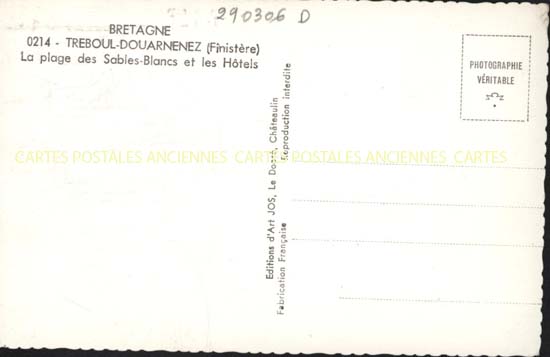 290306 D
BRETAGNE
0214 - TREBOUL-DOUARNENEZ (Finistère)
La plage des Sables-Blancs et les Hôtels
PHOTOGRAPHIE
VÉRITABLE
CARTES POSTALES ANCIENNES CARTES POSTALES ANCIENNES CARTES
Editions d'Art JOS, Le Doaré, Châteaulin
Reproduction interdite
Fabrication Française